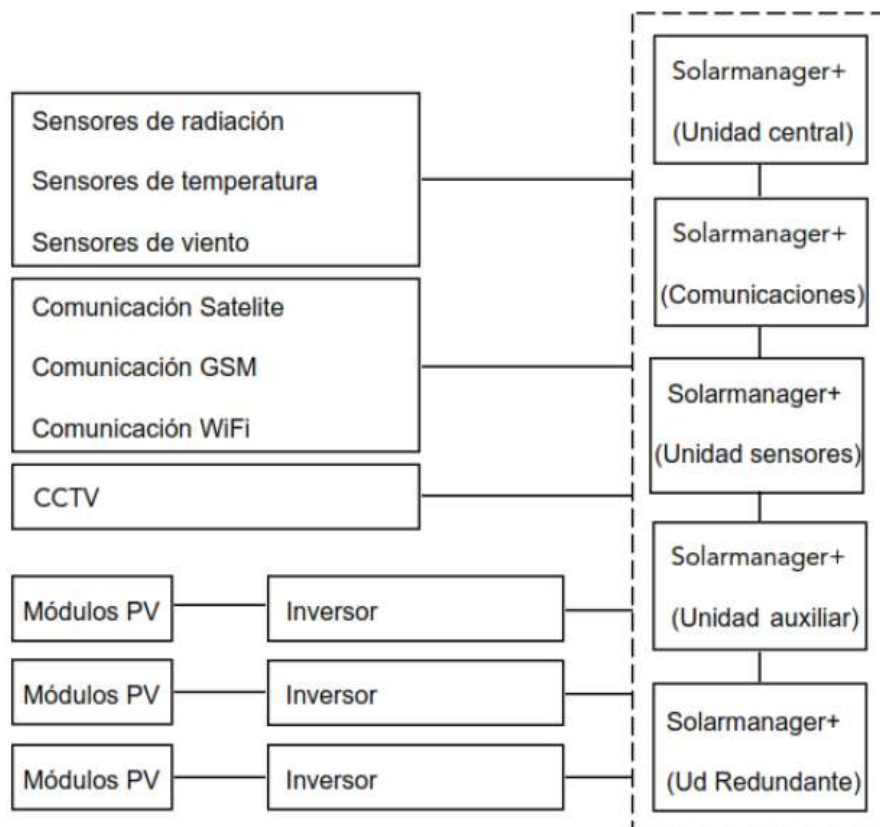 Sensores de radiación
Sensores de temperatura
Sensores de viento
Comunicación Satelite
Comunicación GSM
Comunicación WiFi
CCTV
Módulos PV
Inversor
Módulos PV
Inversor
Módulos PV
Inversor
Solarmanager+
(Unidad central)
Solarmanager+
(Comunicaciones)
Solarmanager+
(Unidad sensores)
Solarmanager+
(Unidad auxiliar)
Solarmanager+
(Ud Redundante)